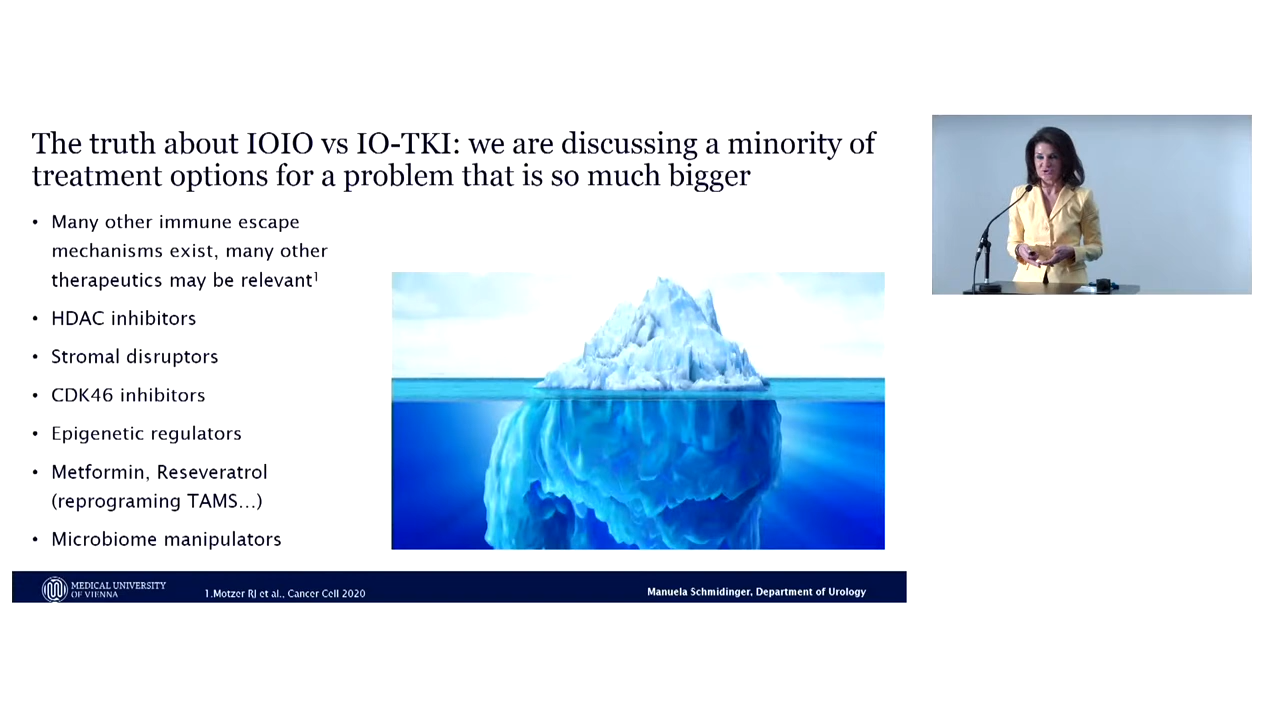 The truth about IOIO vs IO-TKI: we are discussing a minority of
treatment options for a problem that is so much bigger
• Many other immune escape
mechanisms exist, many other
therapeutics may be relevant¹
• HDAC inhibitors
• Stromal disruptors
• CDK46 inhibitors
• Epigenetic regulators
• Metformin, Reseveratrol
(reprograming TAMS...)
• Microbiome manipulators
MEDICAL UNIVERSITY
OF VIENNA
1.Motzer RJ et al., Cancer Cell 2020
Manuela Schmidinger, Department of Urology